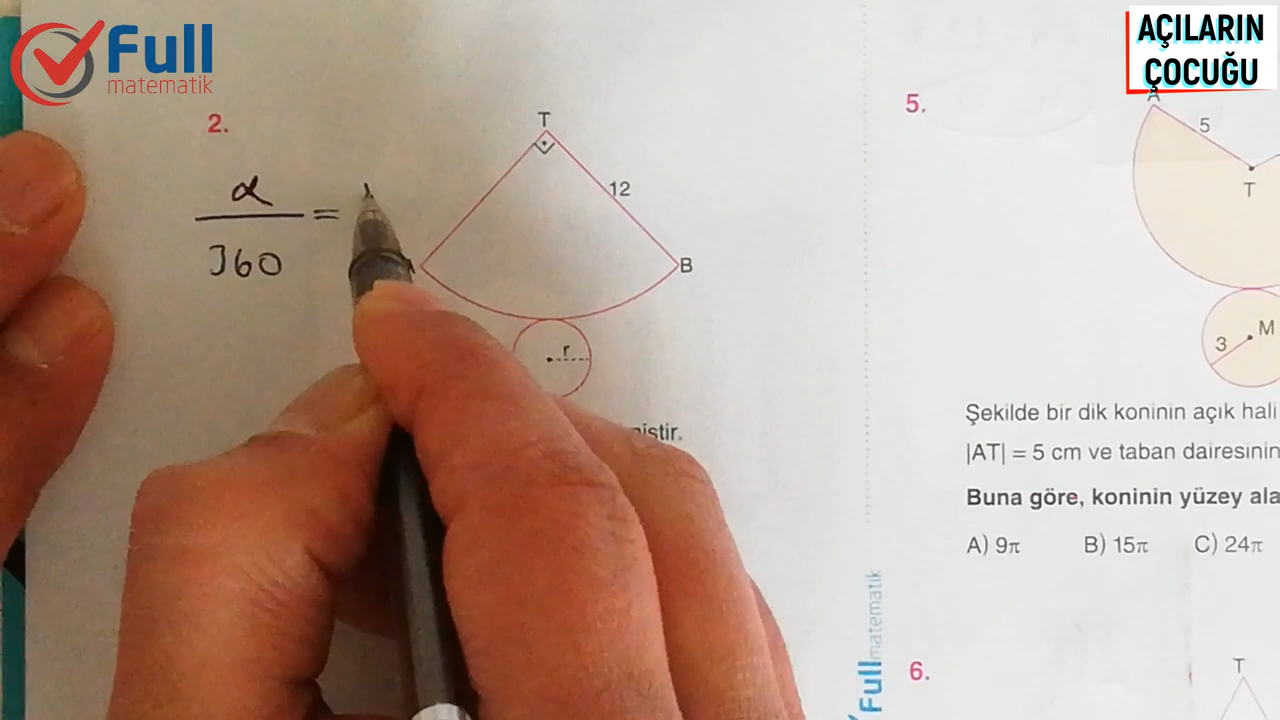 Full
matematik
AÇILARIN
ÇOCUĞU
2.
T
12
B
r
α
360
=
5.
A
5
T
M
3
Şekilde bir dik koninin açık hali
|AT| = 5 cm ve taban dairesinin
Buna göre, koninin yüzey ala
A) 9π B) 15π C) 24π
Full matematik
6.
T